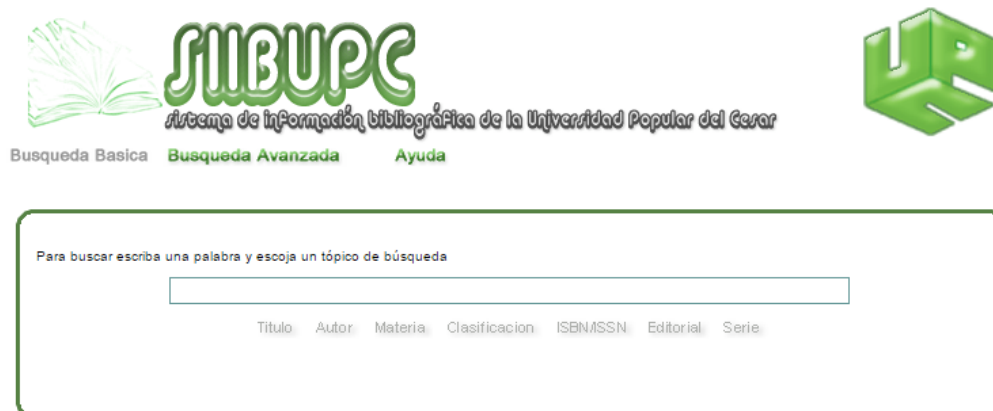 SIIBUPC
sistema de información bibliográfica de la Universidad Popular del Cesar
UPC
Busqueda Basica Busqueda Avanzada Ayuda
Para buscar escriba una palabra y escoja un tópico de búsqueda
Titulo Autor Materia Clasificacion ISBN/ISSN Editorial Serie